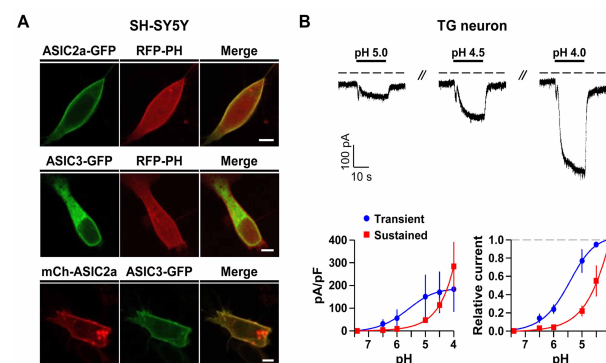 A
SH-SY5Y
ASIC2a-GFP RFP-PH Merge
ASIC3-GFP RFP-PH Merge
mCh-ASIC2a ASIC3-GFP Merge
B
TG neuron
pH 5.0 pH 4.5 pH 4.0
//
//
100 pA
10 s
Transient
Sustained
pA/pF
400
300
200
100
0
7 6 5 4
pH
Relative current
1.0
0.8
0.6
0.4
0.2
0.0
7 6 5
pH